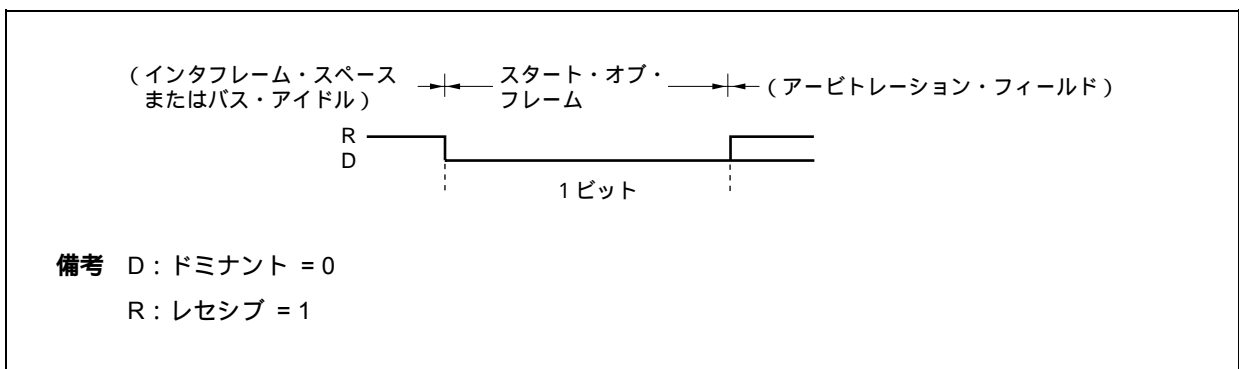 (インタフレーム・スペース
またはバス・アイドル)
スタート・オブ・
フレーム
(アービトレーション・フィールド)
R
D
1 ビット
備考 D:ドミナント = 0
R:レセシブ = 1